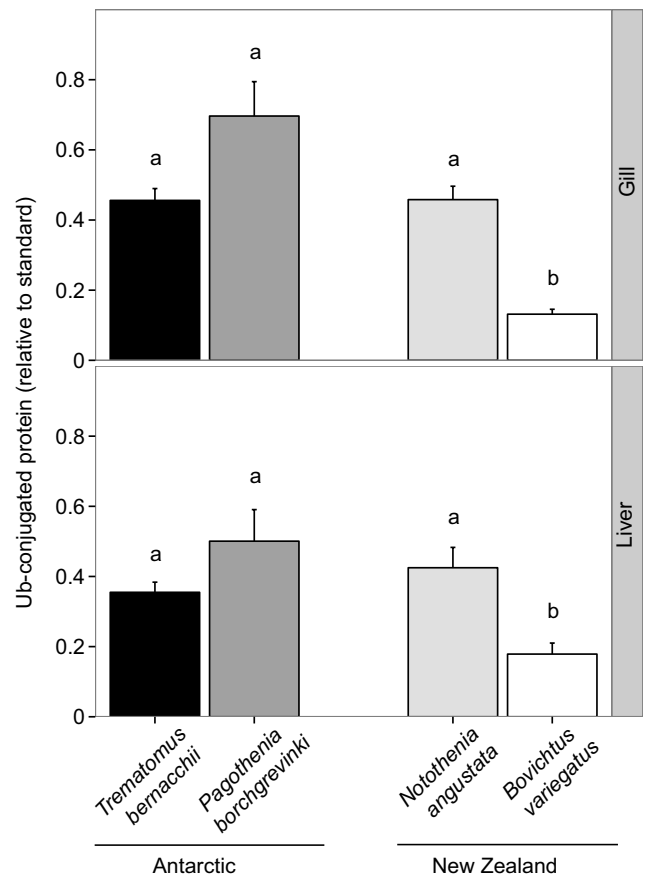 Ub-conjugated protein (relative to standard)
0.8
0.6
0.4
0.2
0
a
a
a
b
Gill
0.8
0.6
0.4
0.2
0
a
a
a
b
Liver
Trematomus
bernacchii
Pagothenia
borchgrevinki
Notothenia
angustata
Bovichtus
variegatus
Antarctic
New Zealand